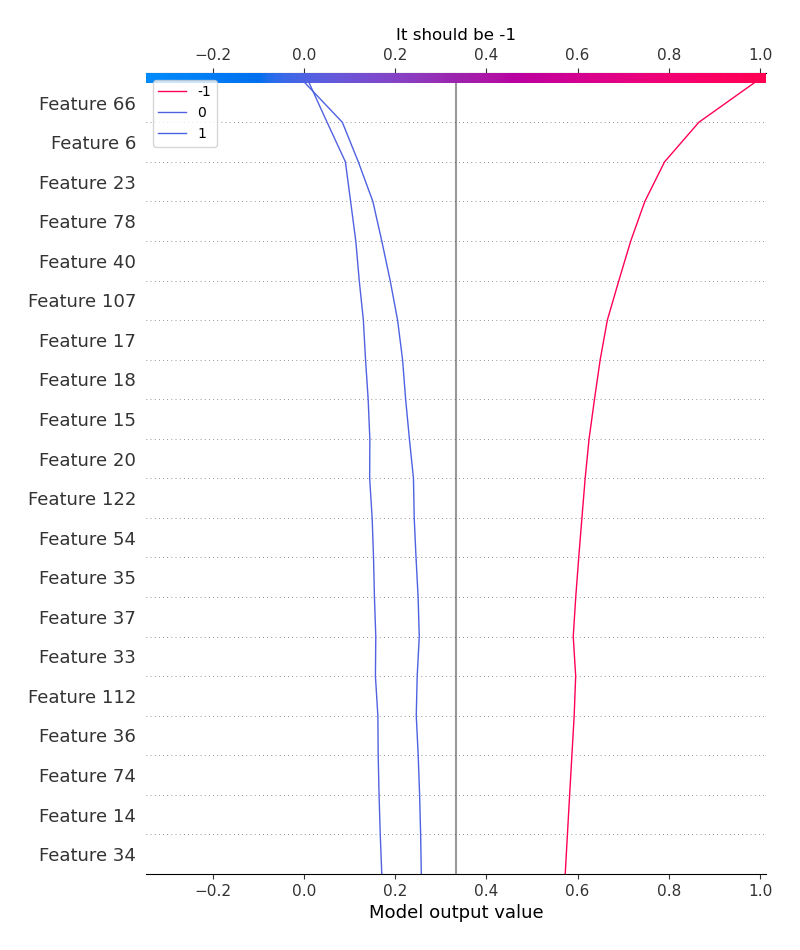 It should be -1
−0.2 0.0 0.2 0.4 0.6 0.8 1.0
-1
0
1
Feature 66
Feature 6
Feature 23
Feature 78
Feature 40
Feature 107
Feature 17
Feature 18
Feature 15
Feature 20
Feature 122
Feature 54
Feature 35
Feature 37
Feature 33
Feature 112
Feature 36
Feature 74
Feature 14
Feature 34
−0.2 0.0 0.2 0.4 0.6 0.8 1.0
Model output value